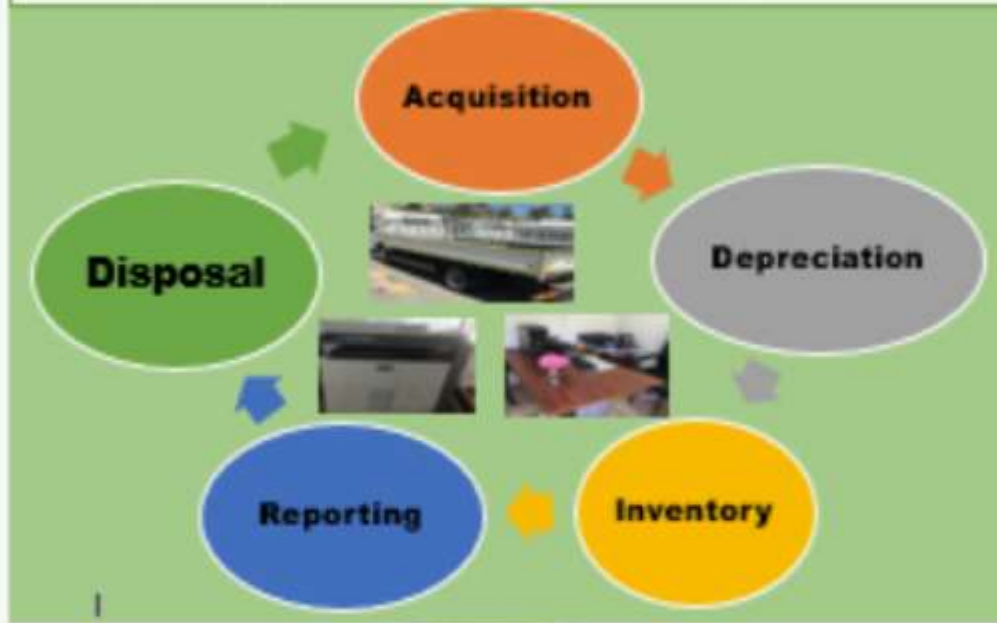 Acquisition
Depreciation
Inventory
Reporting
Disposal